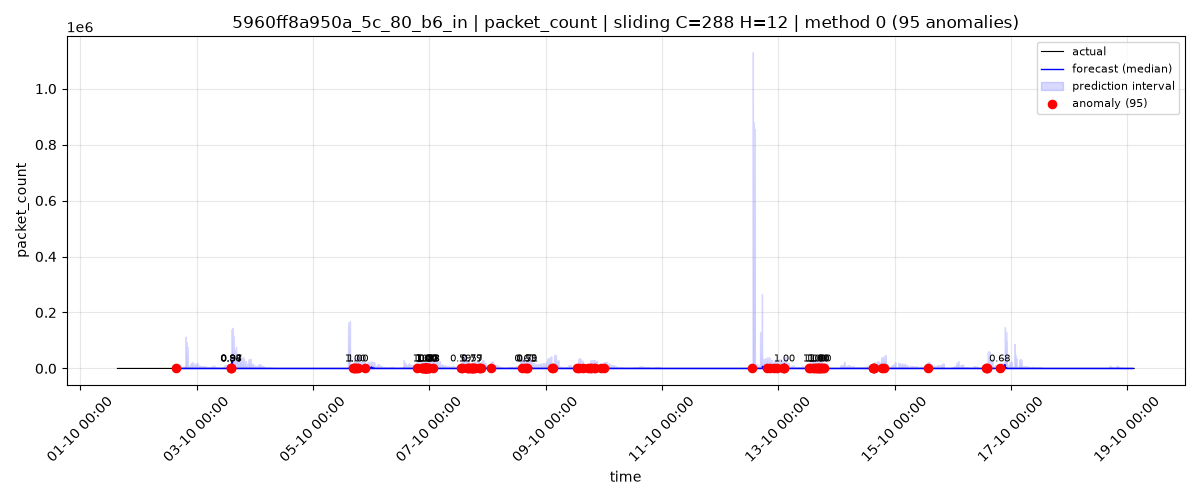 5960ff8a950a_5c_80_b6_in | packet_count | sliding C=288 H=12 | method 0 (95 anomalies)
1e6
actual
forecast (median)
prediction interval
anomaly (95)
1.0
0.8
0.6
0.4
0.2
0.0
packet_count
1.00
0.68
01-10 00:00
03-10 00:00
05-10 00:00
07-10 00:00
09-10 00:00
11-10 00:00
13-10 00:00
15-10 00:00
17-10 00:00
19-10 00:00
time